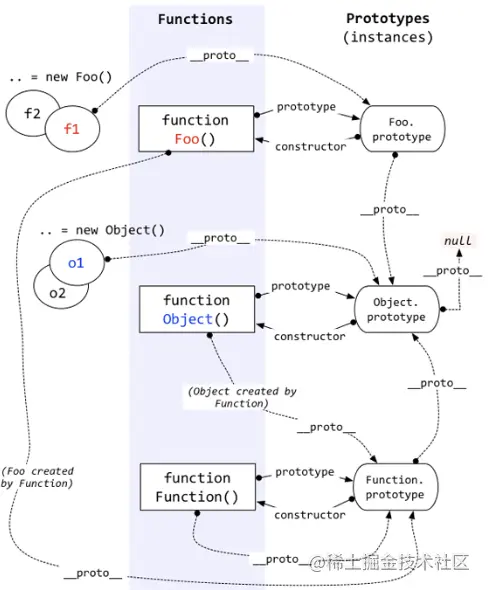 Functions
Prototypes
(instances)
__proto__
.. = new Foo()
f2
f1
function
Foo()
prototype
constructor
Foo.
prototype
__proto__
.. = new Object()
__proto__
null
__proto__
o1
o2
function
Object()
prototype
constructor
Object.
prototype
(Object created by
Function)
__proto__
__proto__
(Foo created
by Function)
function
Function()
prototype
constructor
Function.
prototype
__proto__
__proto__
@稀土掘金技术社区